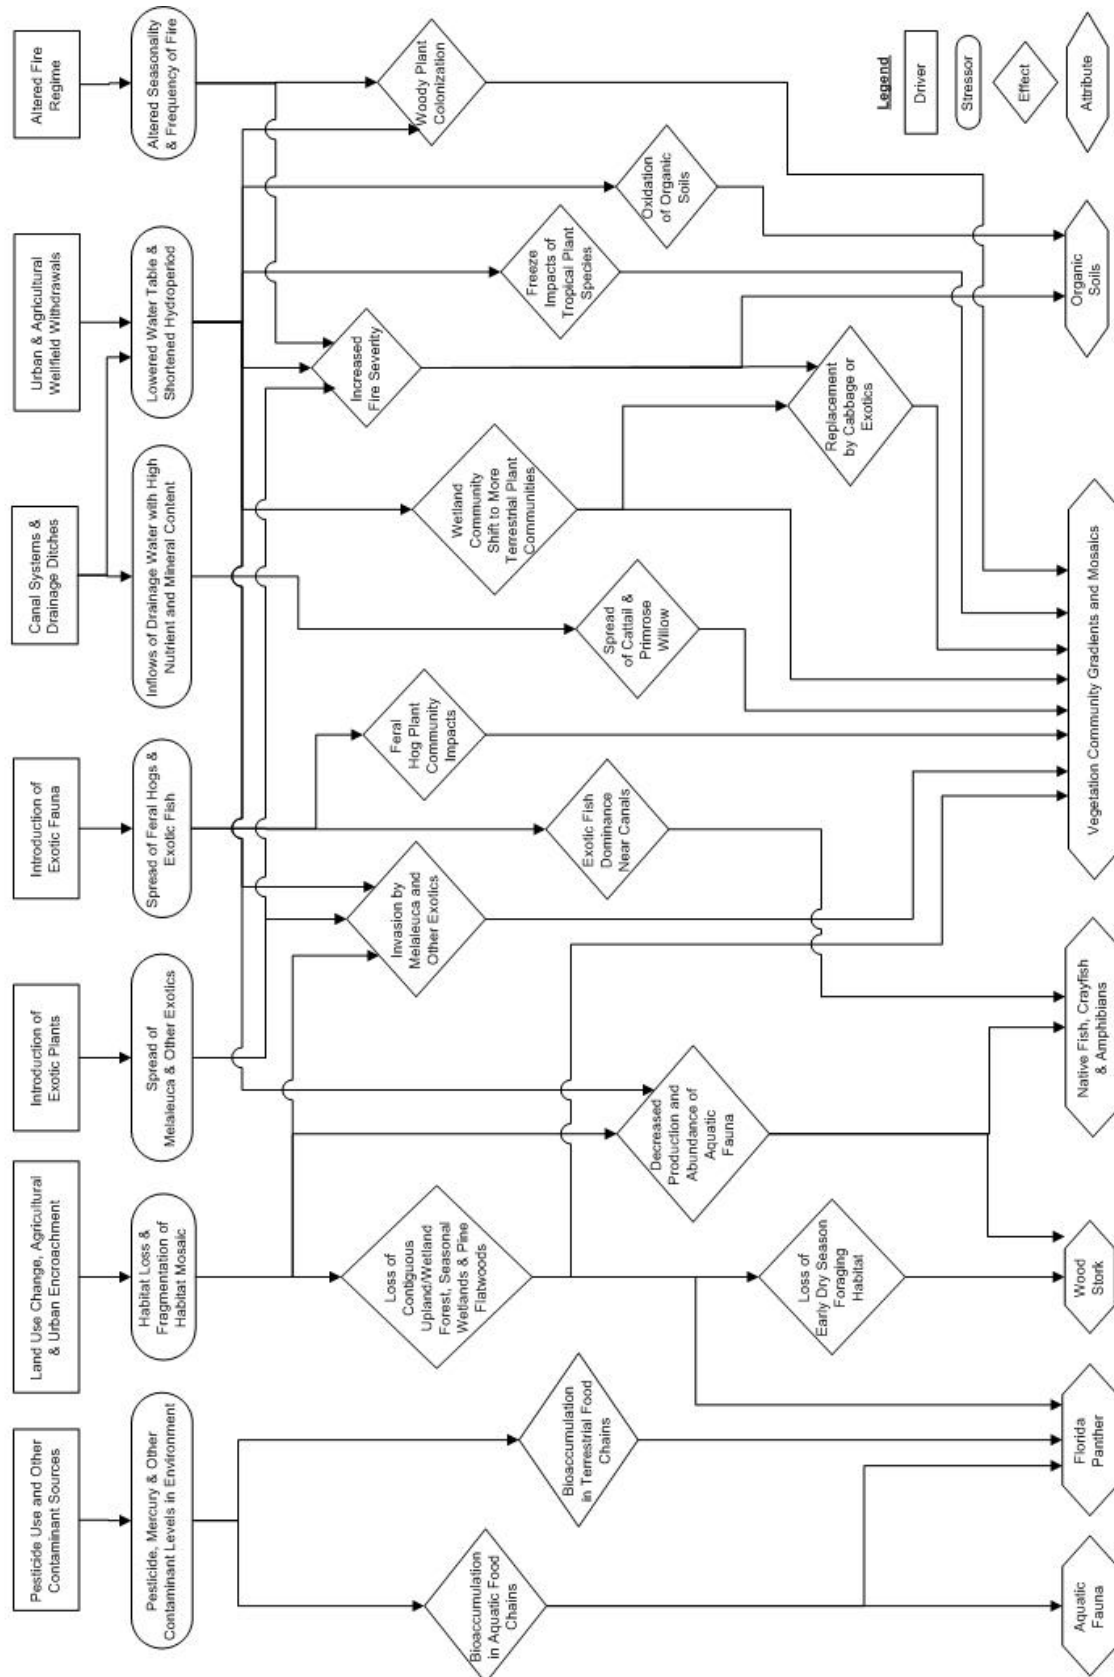 Pesticide Use and Other
Contaminant Sources
Land Use Change, Agricultural
& Urban Encroachment
Introduction of
Exotic Plants
Introduction of
Exotic Fauna
Canal Systems &
Drainage Ditches
Urban & Agricultural
Wellfield Withdrawals
Altered Fire
Regime
Pesticide, Mercury & Other
Contaminant Levels in Environment
Habitat Loss &
Fragmentation of
Habitat Mosaic
Spread of
Melaleuca & Other Exotics
Spread of Feral Hogs &
Exotic Fish
Inflows of Drainage Water with High
Nutrient and Mineral Content
Lowered Water Table &
Shortened Hydroperiod
Altered Seasonality
& Frequency of Fire
Bioaccumulation
in Aquatic Food
Chains
Bioaccumulation
in Terrestrial Food
Chains
Loss of
Contiguous
Upland/Wetland
Forest, Seasonal
Wetlands & Pine
Flatwoods
Loss of
Early Dry Season
Foraging
Habitat
Decreased
Production and
Abundance of
Aquatic
Fauna
Invasion by
Melaleuca and
Other Exotics
Exotic Fish
Dominance
Near Canals
Feral
Hog Plant
Community
Impacts
Spread
of Cattail &
Primrose
Willow
Wetland
Community
Shift to More
Terrestrial Plant
Communities
Replacement
by Cabbage or
Exotics
Increased
Fire Severity
Freeze
Impacts of
Tropical Plant
Species
Oxidation
of Organic
Soils
Woody Plant
Colonization
Aquatic
Fauna
Florida
Panther
Wood
Stork
Native Fish, Crayfish
& Amphibians
Vegetation Community Gradients and Mosaics
Organic
Soils
Legend
Driver
Stressor
Effect
Attribute